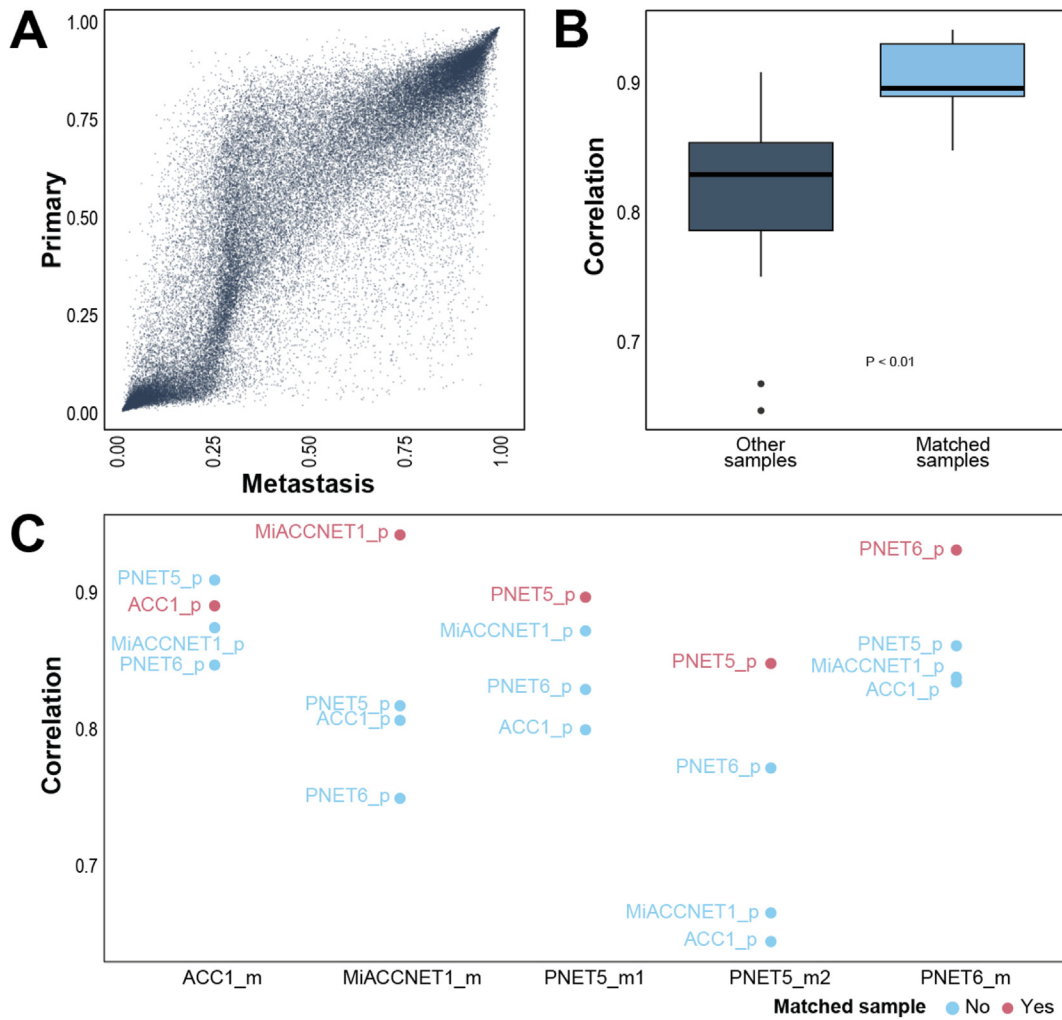 A
1.00
0.75
0.50
0.25
0.00
Primary
0.00
0.25
0.50
0.75
1.00
Metastasis
B
0.9
0.8
0.7
Correlation
P < 0.01
Other
samples
Matched
samples
C
0.9
0.8
0.7
Correlation
PNET5_p
ACC1_p
MiACCNET1_p
PNET6_p
MiACCNET1_p
PNET5_p
ACC1_p
PNET6_p
PNET5_p
MiACCNET1_p
PNET6_p
ACC1_p
PNET5_p
PNET6_p
MiACCNET1_p
ACC1_p
PNET6_p
PNET5_p
MiACCNET1_p
ACC1_p
ACC1_m
MiACCNET1_m
PNET5_m1
PNET5_m2
PNET6_m
Matched sample No Yes